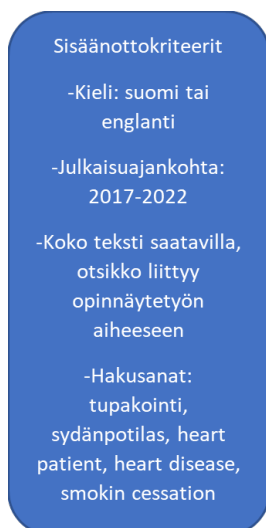 Sisäänottokriteerit
-Kieli: suomi tai
englanti
-Julkaisuajankohta:
2017-2022
-Koko teksti saatavilla,
otsikko liittyy
opinnäytetyön
aiheeseen
-Hakusanat:
tupakointi,
sydänpotilas, heart
patient, heart disease,
smokin cessation